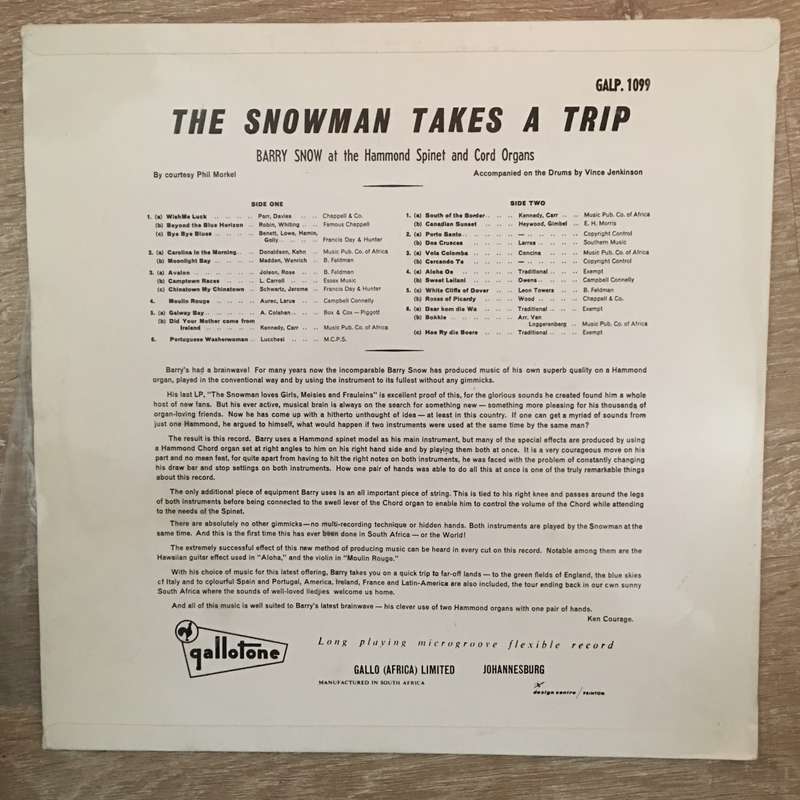 GALP. 1099
THE SNOWMAN TAKES A TRIP
BARRY SNOW at the Hammond Spinet and Cord Organs
By courtesy Phil Morkel
Accompanied on the Drums by Vince Jenkinson
SIDE ONE
1. (a) WishMe Luck .. .. .. Parr, Davies .. .. Chappell & Co.
(b) Beyond the Blue Horizon .. Robin, Whiting .. .. Famous Chappell
(c) Bye Bye Blues .. .. .. Benett, Lowe, Hamin,
Golly .. .. .. .. Francis Day & Hunter
2. (a) Carolina in the Morning .. .. Donaldson, Kahn .. Music Pub. Co. of Africa
(b) Moonlight Bay .. .. .. Madden, Wenrich .. B. Feldman
3. (a) Avalon .. .. .. .. Jolson, Rose .. .. B. Feldman
(b) Camptown Races .. .. .. L. Carroll .. .. Essex Music
(c) Chinatown My Chinatown .. .. Schwartz, Jerome .. Francis Day & Hunter
4. Moulin Rouge .. .. .. Aurec, Larue .. .. Campbell Connelly
5. (a) Galway Bay .. .. .. .. A. Colahan .. .. Box & Cox - Piggott
(b) Did Your Mother come from
Ireland .. .. .. .. Kennedy, Carr .. .. Music Pub. Co. of Africa
6. Portuguese Washerwoman .. Lucchesi .. .. M.C.P.S.
SIDE TWO
1. (a) South of the Border .. .. .. Kennedy, Carr .. .. Music Pub. Co. of Africa
(b) Canadian Sunset .. .. .. Heywood, Gimbel .. E. H. Morris
2. (a) Porto Santo .. .. .. .. — .. .. .. .. Copyright Control
(b) Dos Cruaces .. .. .. .. Larrea .. .. .. Southern Music
3. (a) Vola Colomba .. .. .. Concina .. .. .. Music Pub. Co. of Africa
(b) Cercando Te .. .. .. .. — .. .. .. .. Copyright Control
4. (a) Aloha Oe .. .. .. .. Traditional .. .. .. Exempt
(b) Sweet Leilani .. .. .. Owens .. .. .. Campbell Connelly
5. (a) White Cliffs of Dover .. .. Leon Towers .. .. B. Feldman
(b) Roses of Picardy .. .. .. Wood .. .. .. Chappell & Co.
6. (a) Daar kom die Wa .. .. .. Traditional .. .. .. Exempt
(b) Bokkie .. .. .. .. Arr. Van
Loggerenberg .. Music Pub. Co. of Africa
(c) Hoe Ry die Boere .. .. .. Traditional .. .. .. Exempt
Barry's had a brainwave! For many years now the incomparable Barry Snow has produced music of his own superb quality on a Hammond
organ, played in the conventional way and by using the instrument to its fullest without any gimmicks.
His last LP, "The Snowman loves Girls, Meisies and Frauleins" is excellent proof of this, for the glorious sounds he created found him a whole
host of new fans. But his ever active, musical brain is always on the search for something new — something more pleasing for his thousands of
organ-loving friends. Now he has come up with a hitherto unthought of idea — at least in this country. If one can get a myriad of sounds from
just one Hammond, he argued to himself, what would happen if two instruments were used at the same time by the same man?
The result is this record. Barry uses a Hammond spinet model as his main instrument, but many of the special effects are produced by using
a Hammond Chord organ set at right angles to him on his right hand side and by playing them both at once. It is a very courageous move on his
part and no mean feat, for quite apart from having to hit the right notes on both instruments, he was faced with the problem of constantly changing
his draw bar and stop settings on both instruments. How one pair of hands was able to do all this at once is one of the truly remarkable things
about this record.
The only additional piece of equipment Barry uses is an all important piece of string. This is tied to his right knee and passes around the legs
of both instruments before being connected to the swell lever of the Chord organ to enable him to control the volume of the Chord while attending
to the needs of the Spinet.
There are absolutely no other gimmicks—no multi-recording technique or hidden hands. Both instruments are played by the Snowman at the
same time. And this is the first time this has ever been done in South Africa — or the World!
The extremely successful effect of this new method of producing music can be heard in every cut on this record. Notable among them are the
Hawaiian guitar effect used in "Aloha," and the violin in "Moulin Rouge."
With his choice of music for this latest offering, Barry takes you on a quick trip to far-off lands — to the green fields of England, the blue skies
of Italy and to colourful Spain and Portugal, America, Ireland, France and Latin-America are also included, the tour ending back in our own sunny
South Africa where the sounds of well-loved liedjies welcome us home.
And all of this music is well suited to Barry's latest brainwave — his clever use of two Hammond organs with one pair of hands.
Ken Courage.
gallotone
Long playing microgroove flexible record
GALLO (AFRICA) LIMITED JOHANNESBURG
MANUFACTURED IN SOUTH AFRICA
design centre / PRINTON